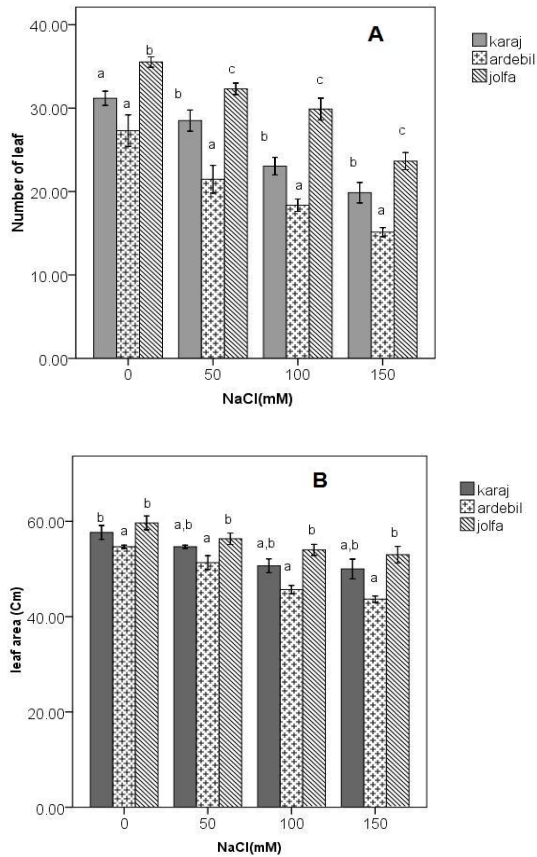 A
karaj
ardebil
jolfa
Number of leaf
40.00
30.00
20.00
10.00
0.00
a a b
b a c
b a c
b a c
0 50 100 150
NaCl(mM)
B
karaj
ardebil
jolfa
leaf area (Cm)
60.00
40.00
20.00
0.00
b a b
a,b a b
a,b a b
a,b a b
0 50 100 150
NaCl(mM)